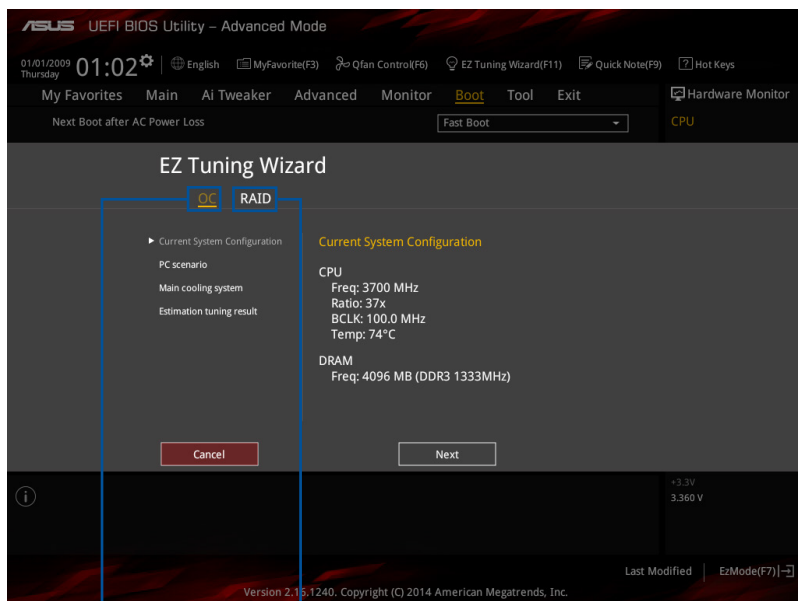 ASUS UEFI BIOS Utility – Advanced Mode
01/01/2009 Thursday 01:02 English MyFavorite(F3) Qfan Control(F6) EZ Tuning Wizard(F11) Quick Note(F9) ? Hot Keys
My Favorites Main Ai Tweaker Advanced Monitor Boot Tool Exit Hardware Monitor
Next Boot after AC Power Loss Fast Boot CPU
EZ Tuning Wizard
OC RAID
Current System Configuration
PC scenario
Main cooling system
Estimation tuning result
Current System Configuration
CPU
Freq: 3700 MHz
Ratio: 37x
BCLK: 100.0 MHz
Temp: 74°C
DRAM
Freq: 4096 MB (DDR3 1333MHz)
Cancel Next
+3.3V
3.360 V
Last Modified EzMode(F7)
Version 2.15.1240. Copyright (C) 2014 American Megatrends, Inc.